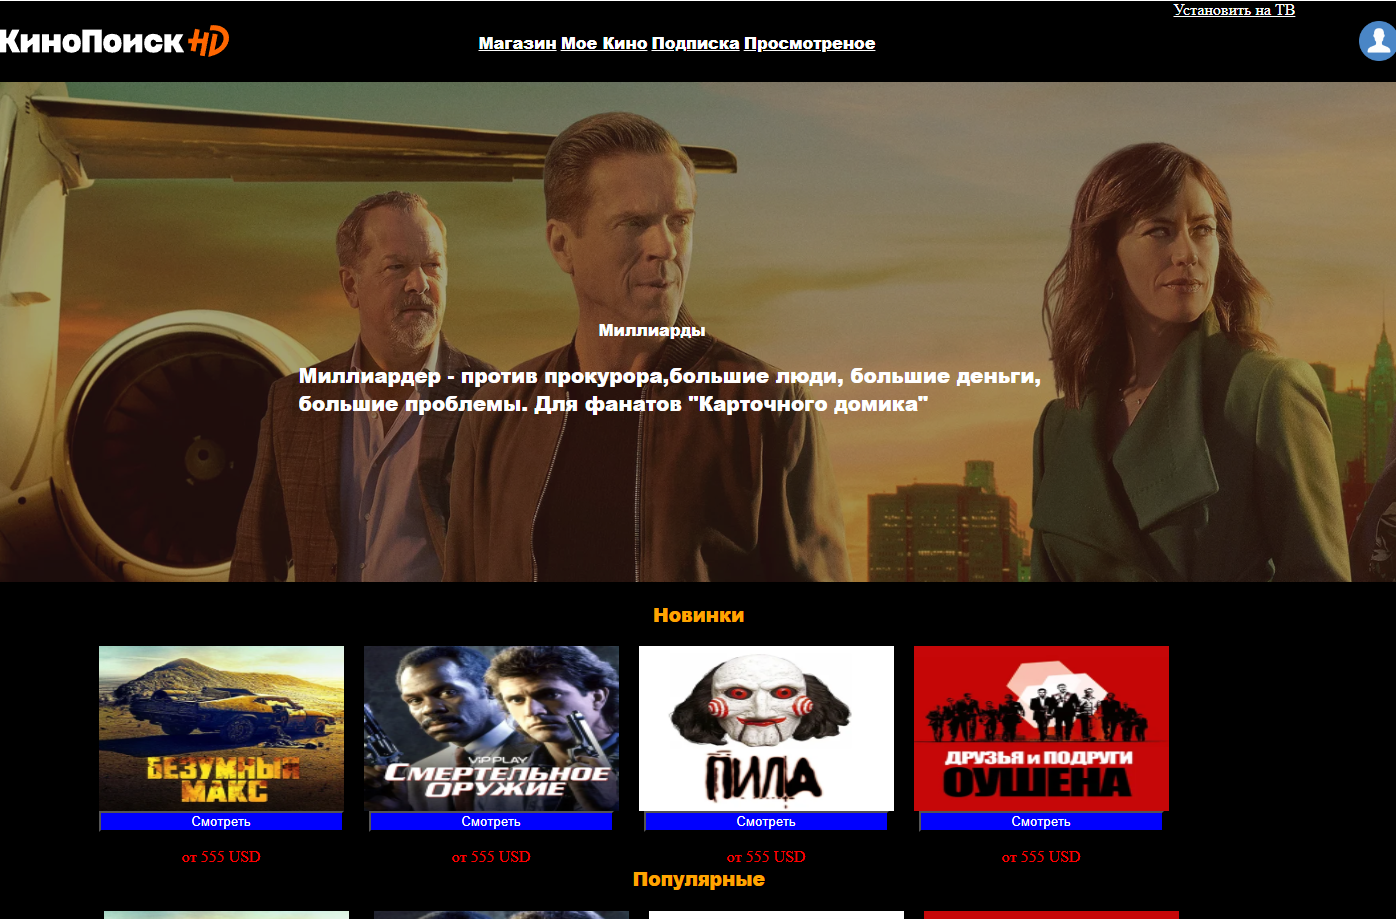 Установить на ТВ
КиноПоиск HD
Магазин Мое Кино Подписка Просмотреное
Миллиарды
Миллиардер - против прокурора,большие люди, большие деньги,
большие проблемы. Для фанатов "Карточного домика"
Новинки
БЕЗУМНЫЙ
МАКС
VIP PLAY
СМЕРТЕЛЬНОЕ
ОРУЖИЕ
ПИЛА
ДРУЗЬЯ И ПОДРУГИ
ОУШЕНА
Смотреть Смотреть Смотреть Смотреть
от 555 USD от 555 USD от 555 USD от 555 USD
Популярные